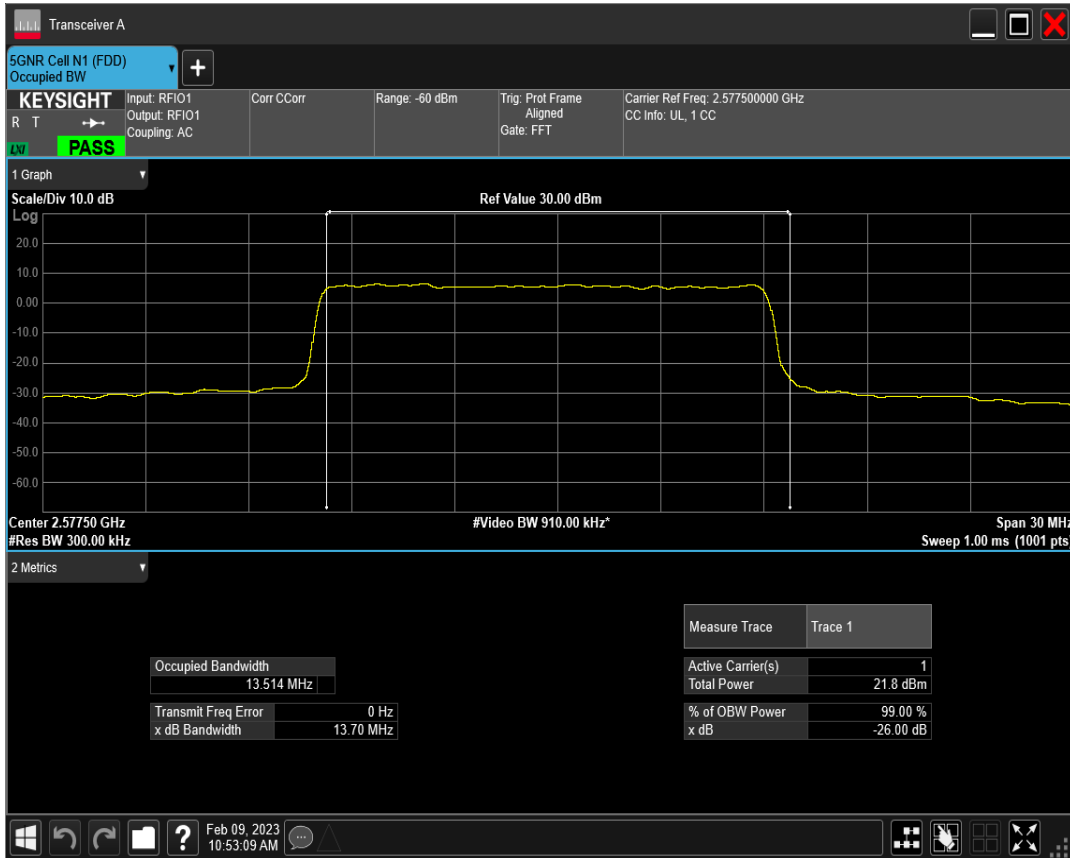 Transceiver A
5GNR Cell N1 (FDD)
Occupied BW
+
KEYSIGHT
R T
LXI
PASS
Input: RFIO1
Output: RFIO1
Coupling: AC
Corr CCorr
Range: -60 dBm
Trig: Prot Frame
Aligned
Gate: FFT
Carrier Ref Freq: 2.577500000 GHz
CC Info: UL, 1 CC
1 Graph
Scale/Div 10.0 dB
Ref Value 30.00 dBm
Log
20.0
10.0
0.00
-10.0
-20.0
-30.0
-40.0
-50.0
-60.0
Center 2.57750 GHz
#Video BW 910.00 kHz*
Span 30 MHz
#Res BW 300.00 kHz
Sweep 1.00 ms (1001 pts)
2 Metrics
Measure Trace
Trace 1
Occupied Bandwidth
13.514 MHz
Active Carrier(s) 1
Total Power 21.8 dBm
Transmit Freq Error 0 Hz
x dB Bandwidth 13.70 MHz
% of OBW Power 99.00 %
x dB -26.00 dB
?
Feb 09, 2023
10:53:09 AM